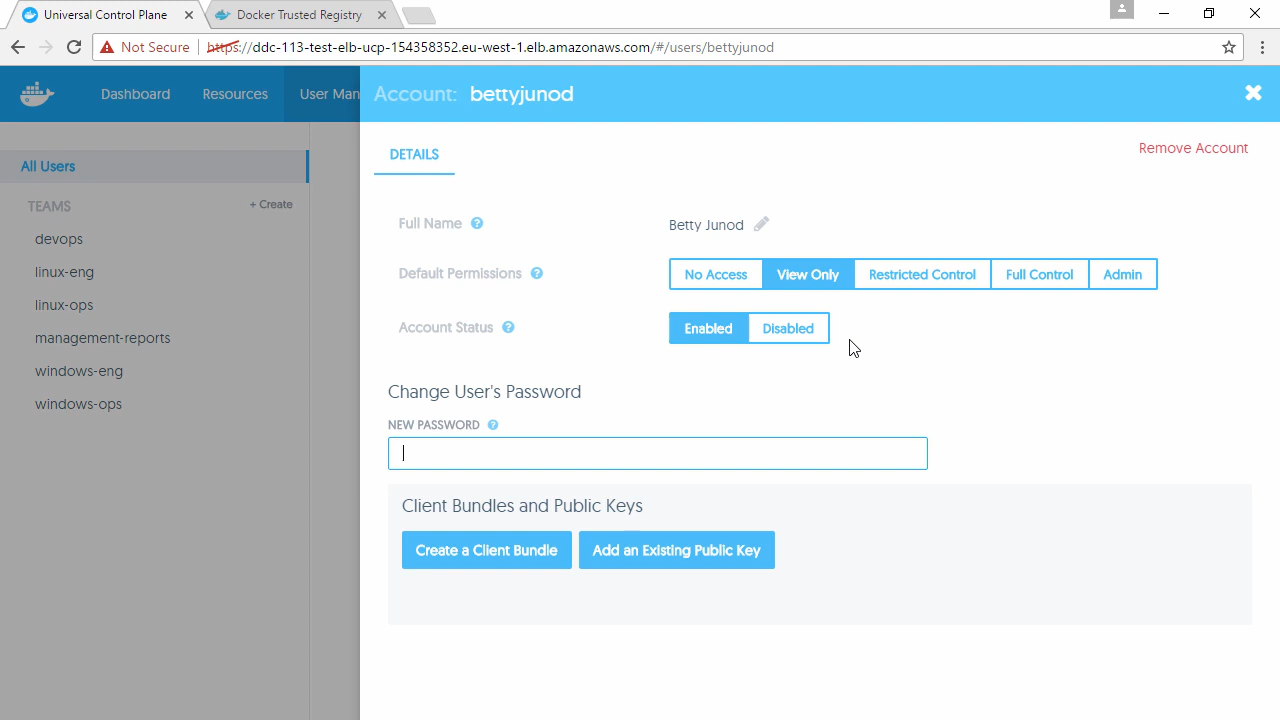 Universal Control Plane
Docker Trusted Registry
Not Secure https://ddc-113-test-elb-ucp-154358352.eu-west-1.elb.amazonaws.com/#/users/bettyjunod
Dashboard Resources User Man
Account: bettyjunod
DETAILS
Remove Account
All Users
TEAMS + Create
devops
linux-eng
linux-ops
management-reports
windows-eng
windows-ops
Full Name ? Betty Junod
Default Permissions ? No Access View Only Restricted Control Full Control Admin
Account Status ? Enabled Disabled
Change User's Password
NEW PASSWORD ?
Client Bundles and Public Keys
Create a Client Bundle Add an Existing Public Key